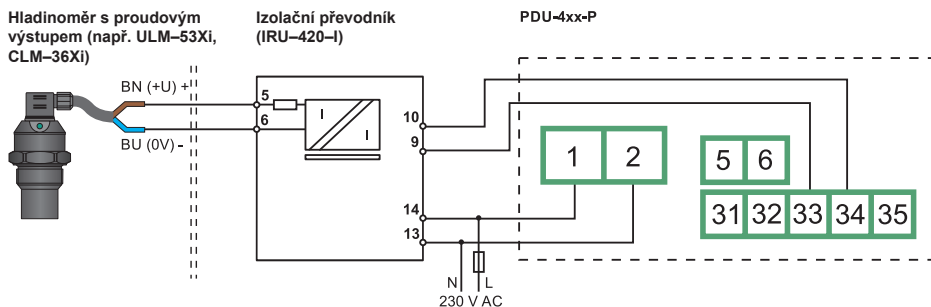 Hladinoměr s proudovým
výstupem (např. ULM–53Xi,
CLM–36Xi)
Izolační převodník
(IRU–420–I)
PDU-4xx-P
BN (+U) +
BU (0V) -
5
6
I
I
10
9
14
13
1 2
5 6
31 32 33 34 35
N L
230 V AC